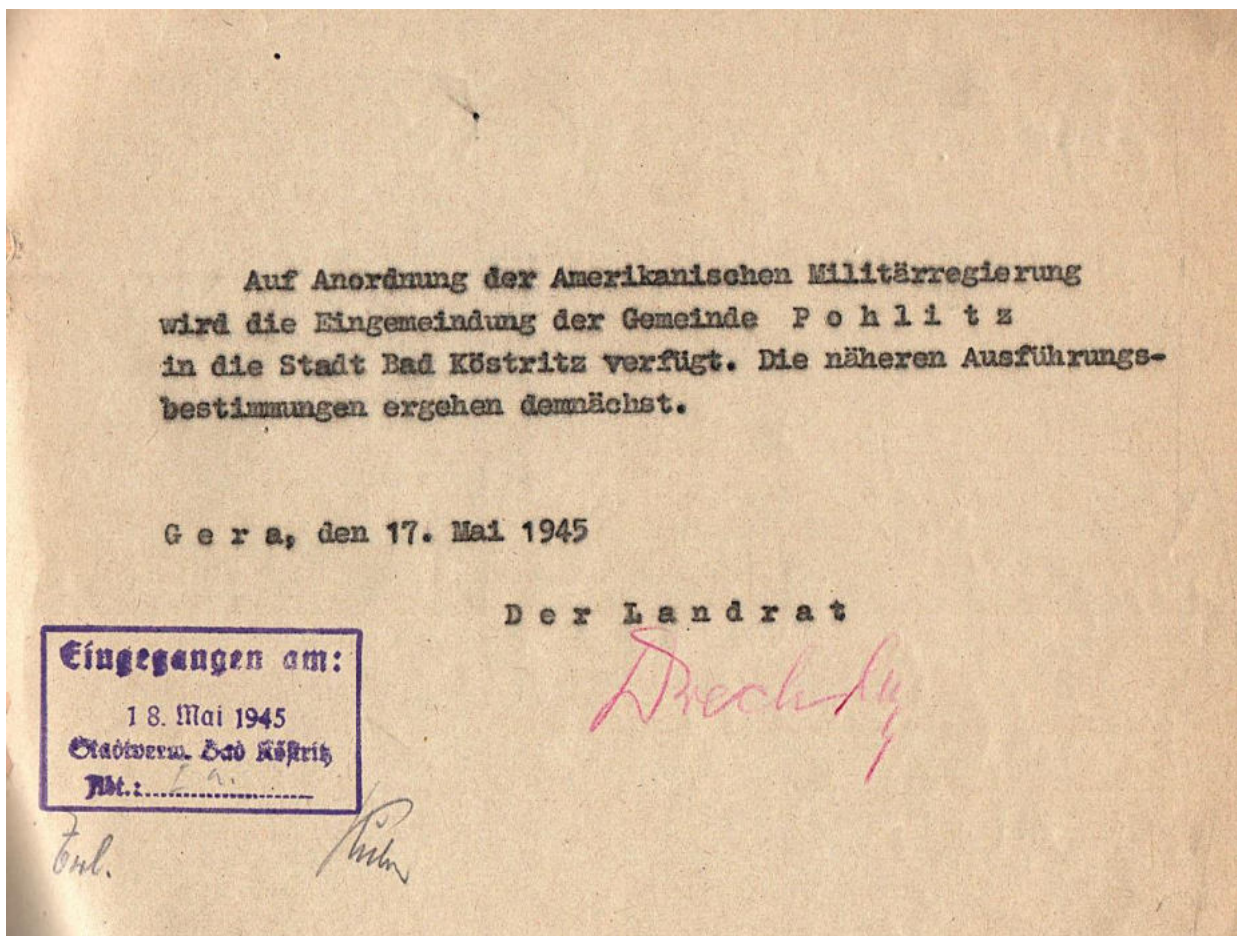 Auf Anordnung der Amerikanischen Militärregierung
wird die Eingemeindung der Gemeinde P o h l i t z
in die Stadt Bad Köstritz verfügt. Die näheren Ausführungs-
bestimmungen ergehen demnächst.
G e r a, den 17. Mai 1945
D e r L a n d r a t
Eingegangen am:
18. Mai 1945
Stadtverw. Bad Köstritz
Abt.: